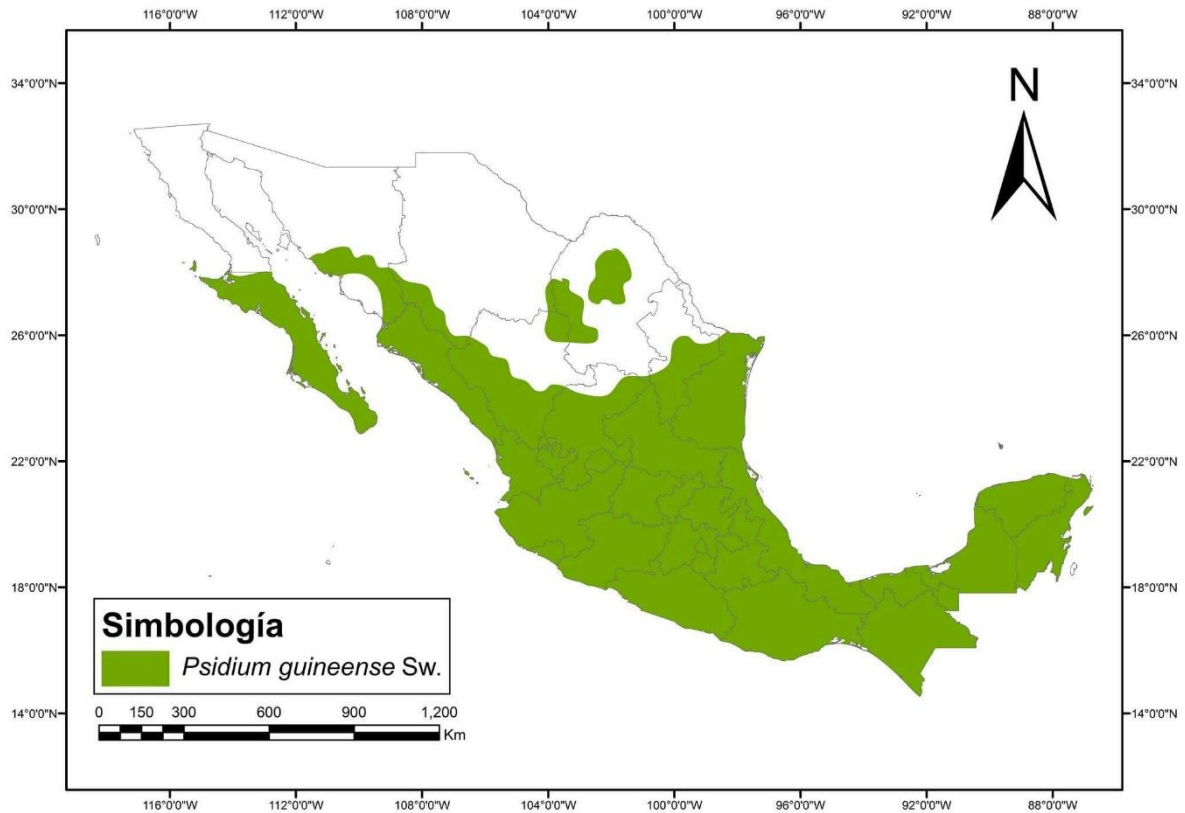 116°0'0"W 112°0'0"W 108°0'0"W 104°0'0"W 100°0'0"W 96°0'0"W 92°0'0"W 88°0'0"W
34°0'0"N 34°0'0"N
N
30°0'0"N 30°0'0"N
26°0'0"N 26°0'0"N
22°0'0"N 22°0'0"N
18°0'0"N 18°0'0"N
Simbología
Psidium guineense Sw.
14°0'0"N 14°0'0"N
0 150 300 600 900 1,200
Km
116°0'0"W 112°0'0"W 108°0'0"W 104°0'0"W 100°0'0"W 96°0'0"W 92°0'0"W 88°0'0"W